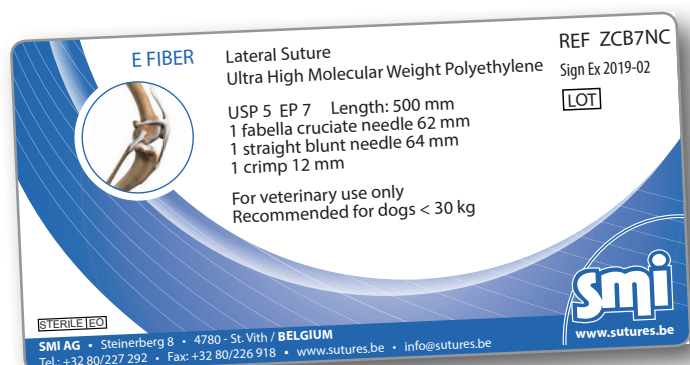 E FIBER
Lateral Suture
Ultra High Molecular Weight Polyethylene
USP 5 EP 7 Length: 500 mm
1 fabella cruciate needle 62 mm
1 straight blunt needle 64 mm
1 crimp 12 mm
For veterinary use only
Recommended for dogs < 30 kg
REF ZCB7NC
Sign Ex 2019-02
LOT
STERILE EO
smi
www.sutures.be
SMI AG • Steinerberg 8 • 4780 - St. Vith / BELGIUM
Tel.: +32 80/227 292 • Fax: +32 80/226 918 • www.sutures.be • info@sutures.be